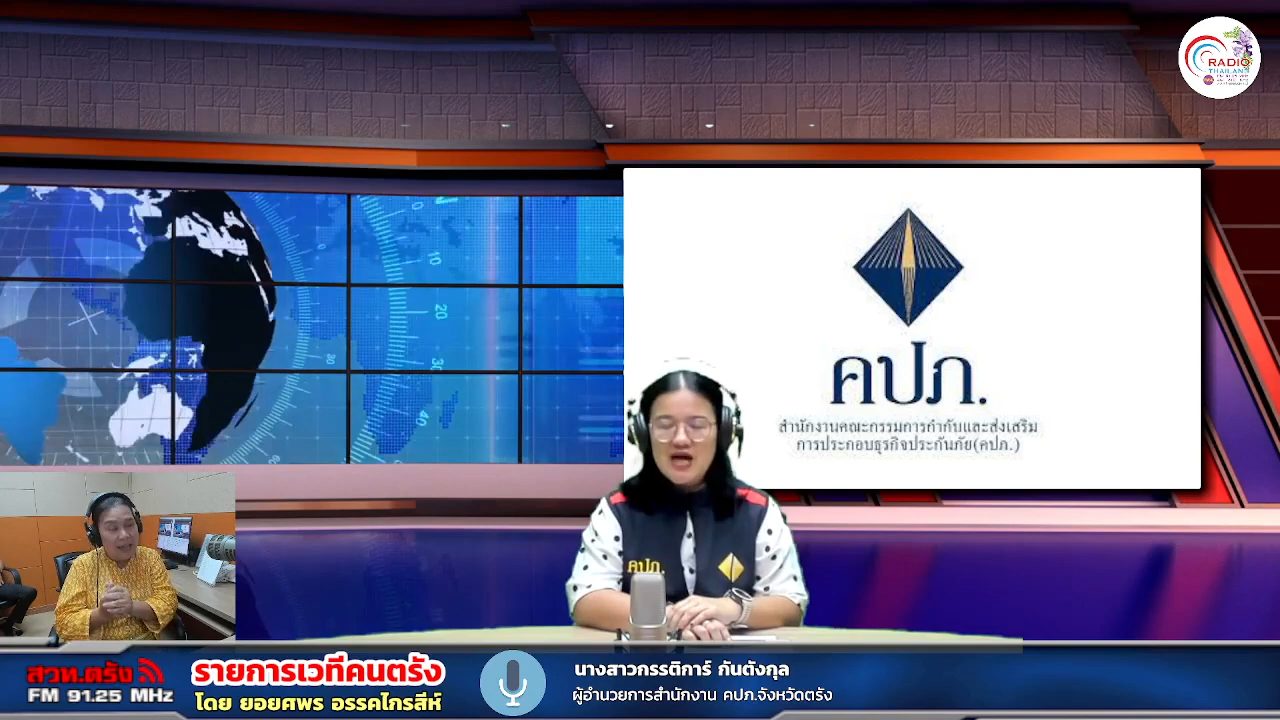 RADIO
THAILAND
คปภ.
สำนักงานคณะกรรมการกำกับและส่งเสริม
การประกอบธุรกิจประกันภัย(คปภ.)
10
20
30
40
30
คปภ.
สวท.ตรัง
FM 91.25 MHz
รายการเวทีคนตรัง
โดย ยอยศพร อรรคไกรสีห์
นางสาวกรรติการ์ กันตังกุล
ผู้อำนวยการสำนักงาน คปภ.จังหวัดตรัง